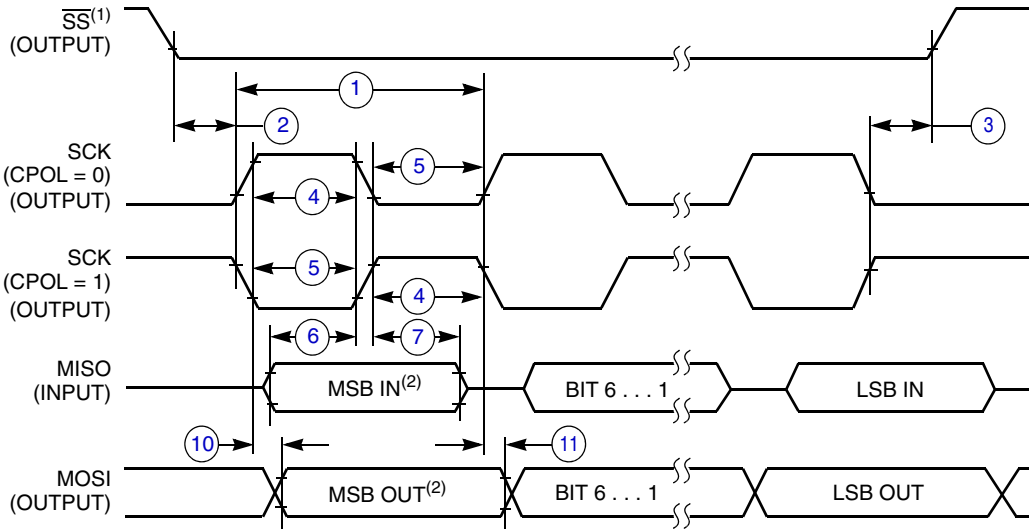 SS(1)
(OUTPUT)
1
2
3
SCK
(CPOL = 0)
(OUTPUT)
5
4
SCK
(CPOL = 1)
(OUTPUT)
5
4
6
7
MISO
(INPUT)
MSB IN(2)
BIT 6 . . . 1
LSB IN
10
11
MOSI
(OUTPUT)
MSB OUT(2)
BIT 6 . . . 1
LSB OUT